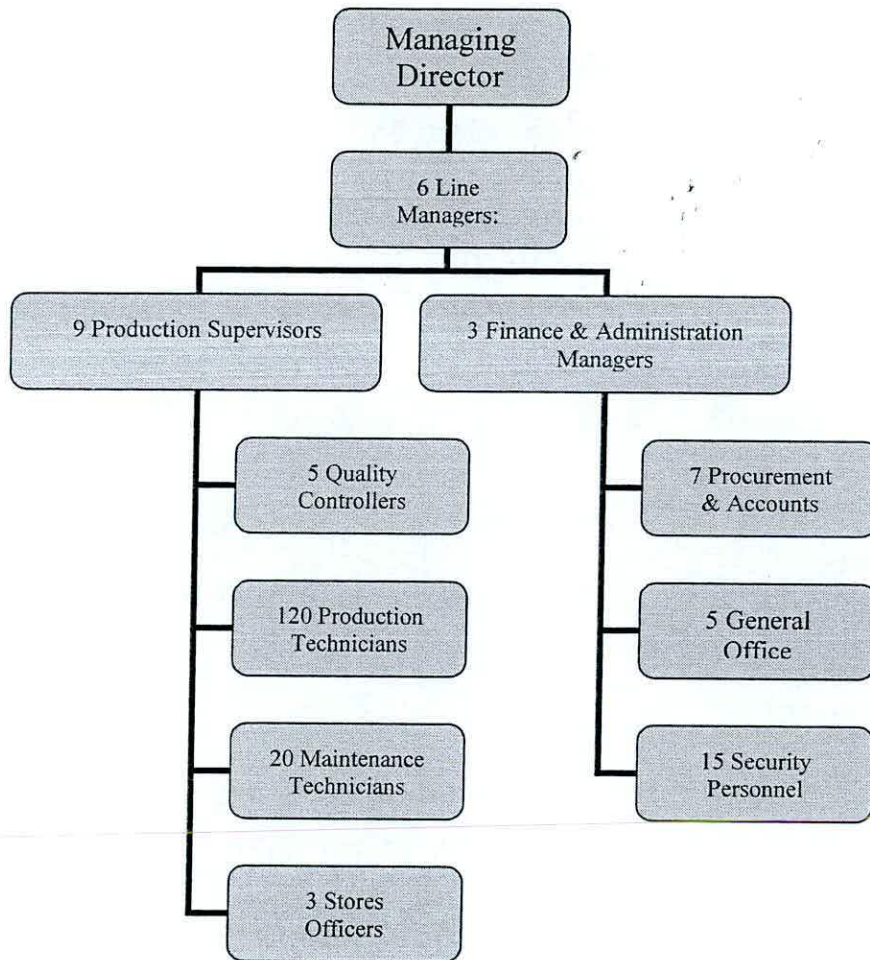 Managing
Director
6 Line
Managers:
9 Production Supervisors
3 Finance & Administration
Managers
5 Quality
Controllers
7 Procurement
& Accounts
120 Production
Technicians
5 General
Office
20 Maintenance
Technicians
15 Security
Personnel
3 Stores
Officers